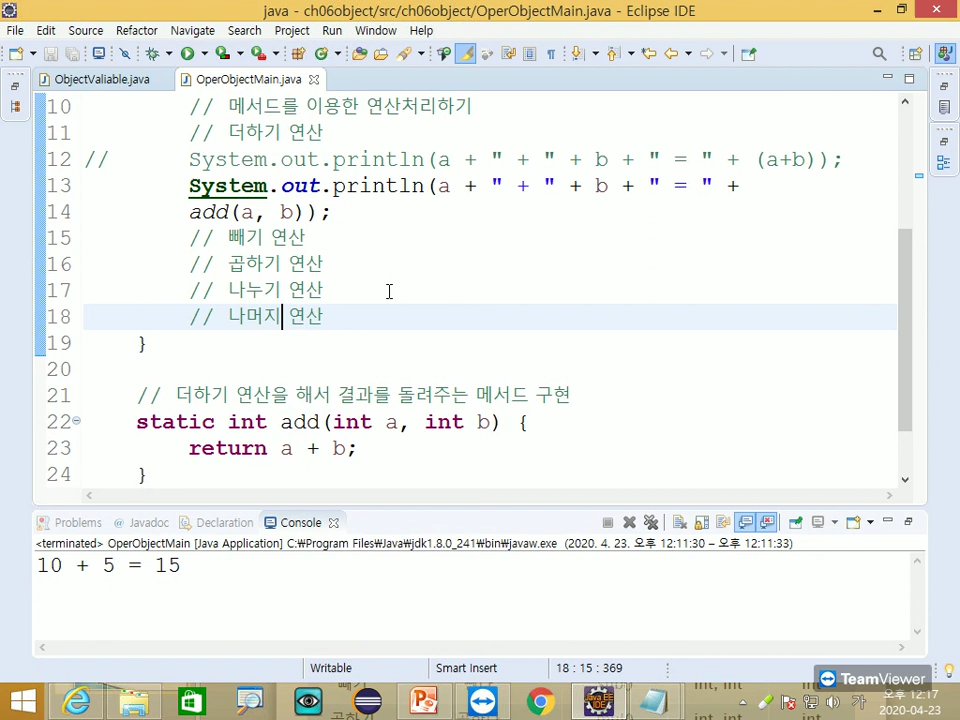 java - ch06object/src/ch06object/OperObjectMain.java - Eclipse IDE
File Edit Source Refactor Navigate Search Project Run Window Help
ObjectValiable.java OperObjectMain.java
10 // 메서드를 이용한 연산처리하기
11 // 더하기 연산
12 // System.out.println(a + " + " + b + " = " + (a+b));
13 System.out.println(a + " + " + b + " = " +
14 add(a, b));
15 // 빼기 연산
16 // 곱하기 연산
17 // 나누기 연산
18 // 나머지 연산
19 }
20
21 // 더하기 연산을 해서 결과를 돌려주는 메서드 구현
22 static int add(int a, int b) {
23 return a + b;
24 }
Problems Javadoc Declaration Console
<terminated> OperObjectMain [Java Application] C:₩Program Files₩Java₩jdk1.8.0_241₩bin₩javaw.exe (2020. 4. 23. 오후 12:11:30 – 오후 12:11:33)
10 + 5 = 15
Writable Smart Insert 18 : 15 : 369
TeamViewer
오후 12:17
2020-04-23